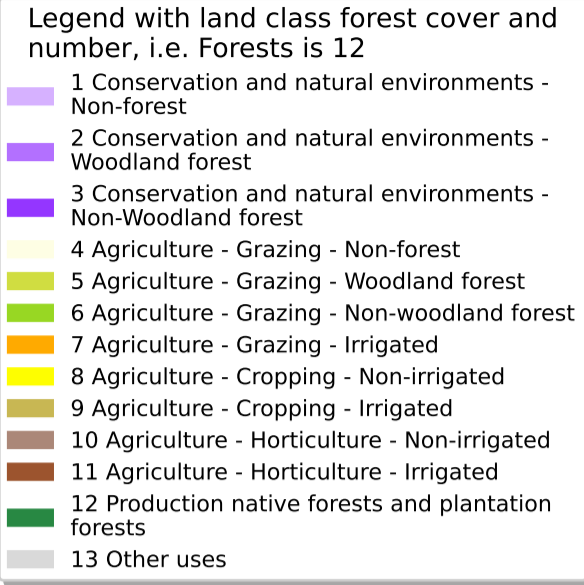 Legend with land class forest cover and
number, i.e. Forests is 12
1 Conservation and natural environments -
Non-forest
2 Conservation and natural environments -
Woodland forest
3 Conservation and natural environments -
Non-Woodland forest
4 Agriculture - Grazing - Non-forest
5 Agriculture - Grazing - Woodland forest
6 Agriculture - Grazing - Non-woodland forest
7 Agriculture - Grazing - Irrigated
8 Agriculture - Cropping - Non-irrigated
9 Agriculture - Cropping - Irrigated
10 Agriculture - Horticulture - Non-irrigated
11 Agriculture - Horticulture - Irrigated
12 Production native forests and plantation
forests
13 Other uses